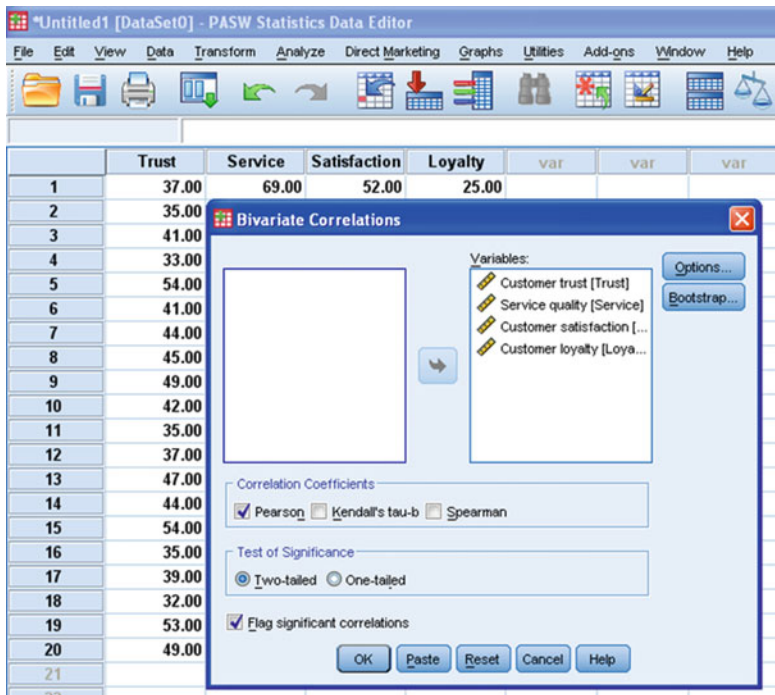 *Untitled1 [DataSet0] - PASW Statistics Data Editor
File Edit View Data Transform Analyze Direct Marketing Graphs Utilities Add-ons Window Help
Trust Service Satisfaction Loyalty var var var
1 37.00 69.00 52.00 25.00
2 35.00
3 41.00
4 33.00
5 54.00
6 41.00
7 44.00
8 45.00
9 49.00
10 42.00
11 35.00
12 37.00
13 47.00
14 44.00
15 54.00
16 35.00
17 39.00
18 32.00
19 53.00
20 49.00
21
Bivariate Correlations
Variables:
Customer trust [Trust]
Service quality [Service]
Customer satisfaction [...
Customer loyalty [Loya...
Options...
Bootstrap...
Correlation Coefficients
Pearson Kendall's tau-b Spearman
Test of Significance
Two-tailed One-tailed
Flag significant correlations
OK Paste Reset Cancel Help